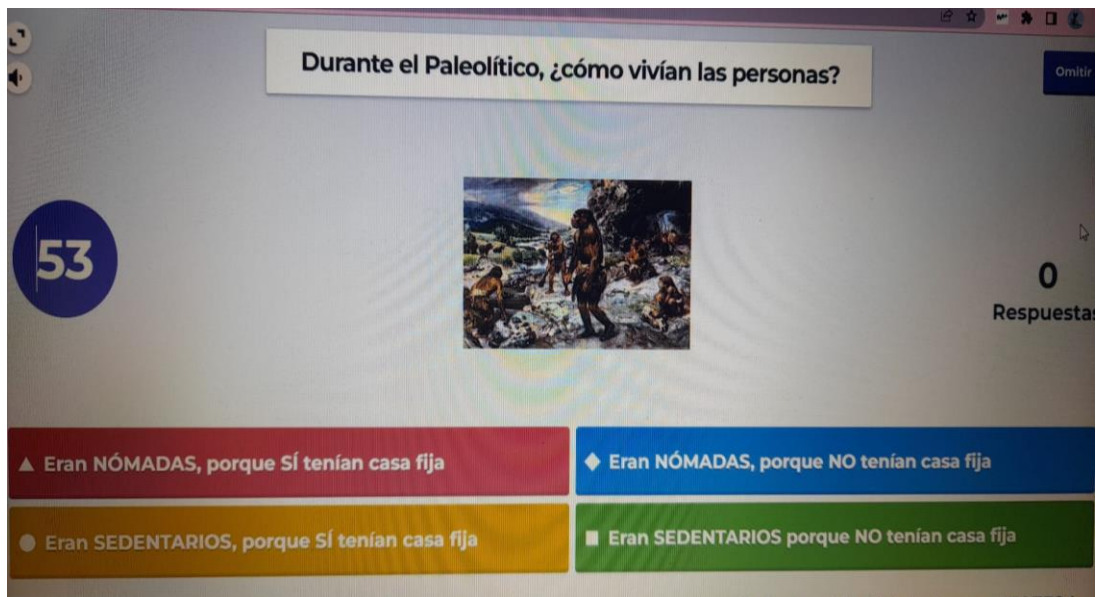 Durante el Paleolítico, ¿cómo vivían las personas?
Omitir
53
0
Respuestas
▲ Eran NÓMADAS, porque SÍ tenían casa fija
◆ Eran NÓMADAS, porque NO tenían casa fija
● Eran SEDENTARIOS, porque SÍ tenían casa fija
■ Eran SEDENTARIOS porque NO tenían casa fija